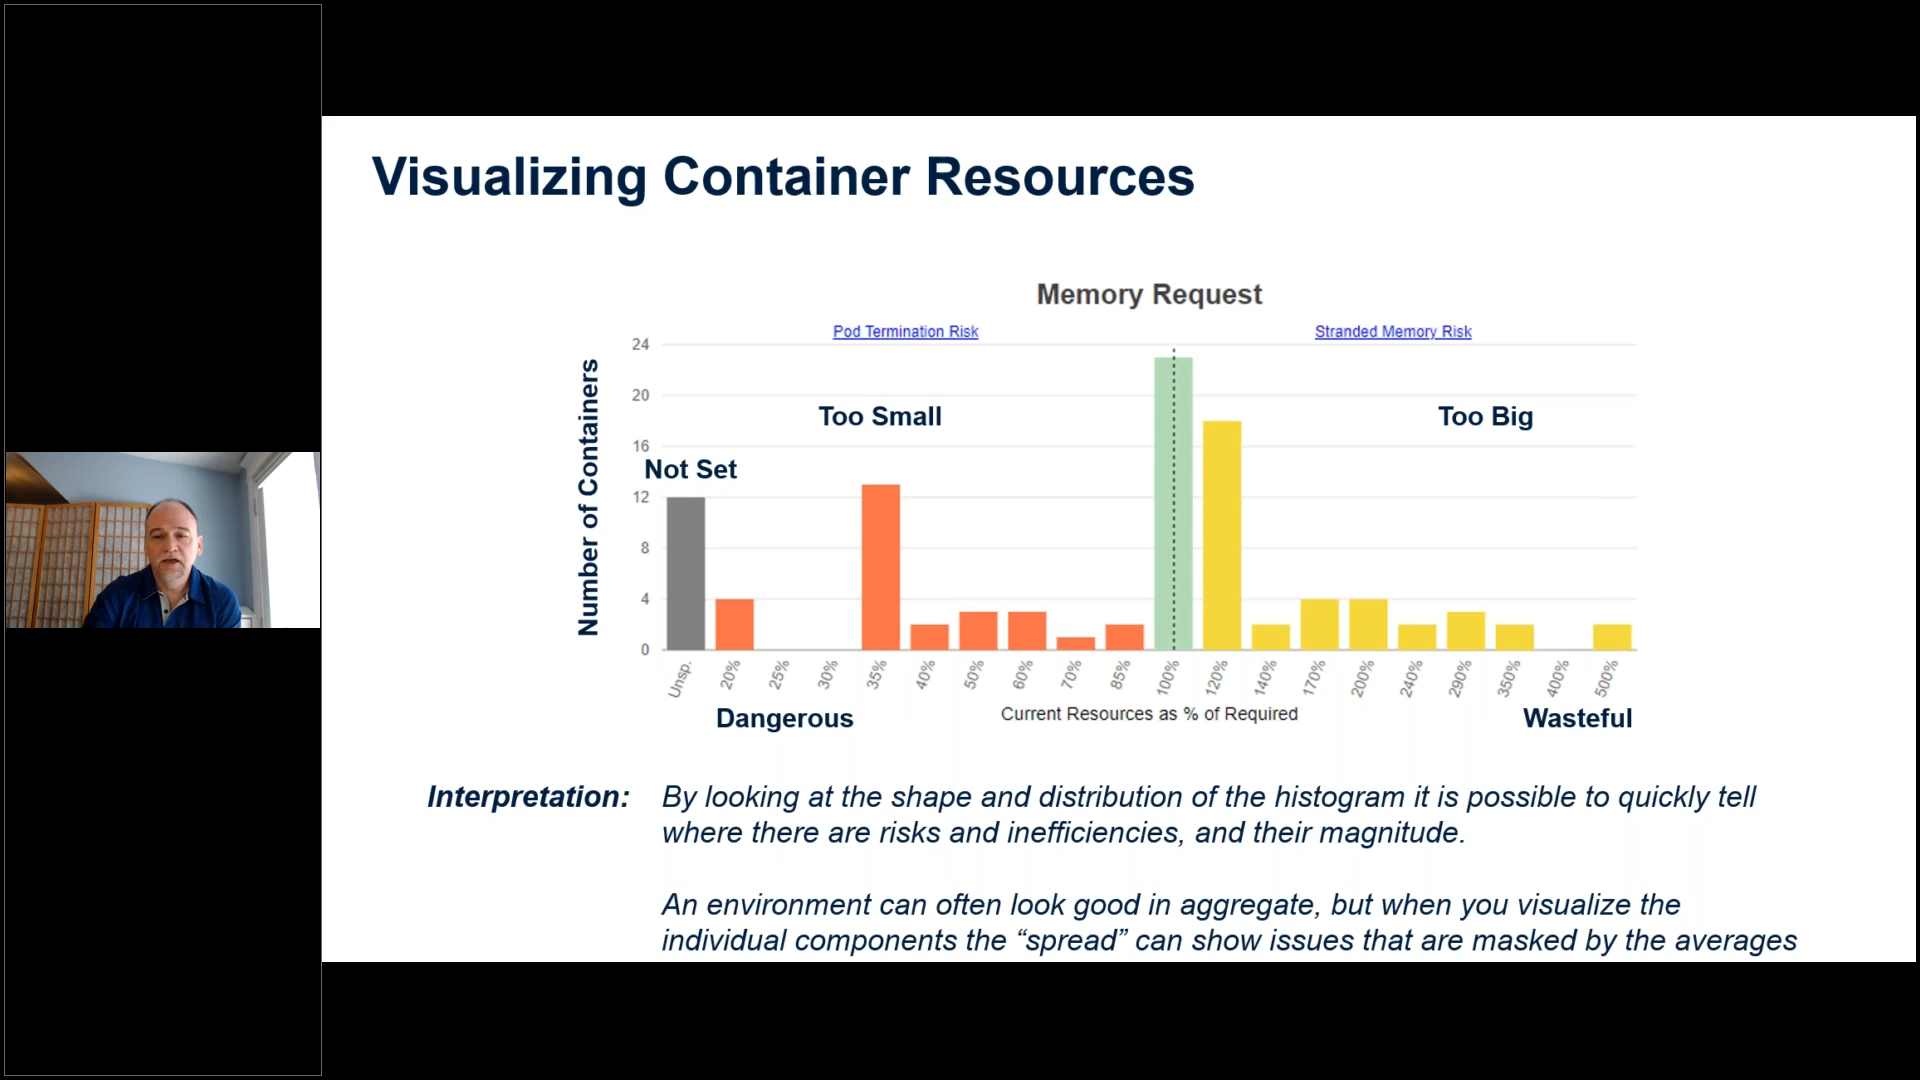 Visualizing Container Resources
Memory Request
Pod Termination Risk
Stranded Memory Risk
Number of Containers
24
20
16
12
8
4
0
Too Small
Too Big
Not Set
Unsp.
20%
25%
30%
35%
40%
50%
60%
70%
85%
100%
120%
140%
170%
200%
240%
290%
350%
400%
500%
Dangerous
Current Resources as % of Required
Wasteful
Interpretation: By looking at the shape and distribution of the histogram it is possible to quickly tell
where there are risks and inefficiencies, and their magnitude.
An environment can often look good in aggregate, but when you visualize the
individual components the “spread” can show issues that are masked by the averages